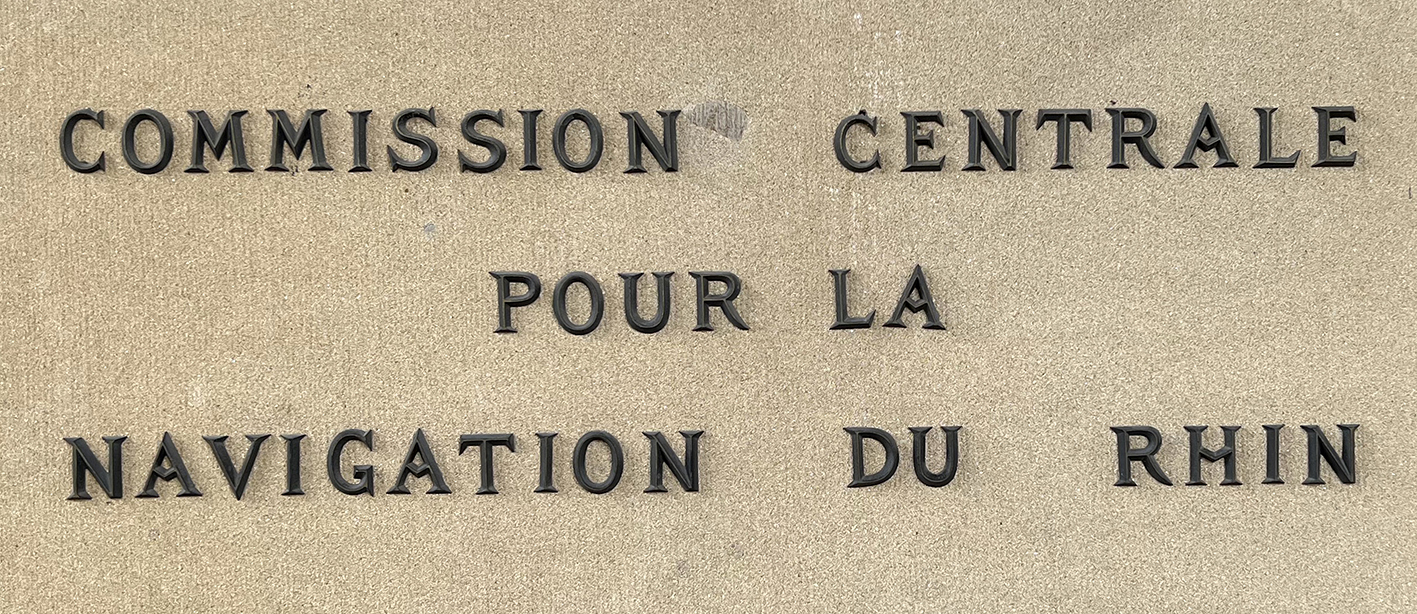 COMMISSION CENTRALE
POUR LA
NAVIGATION DU RHIN